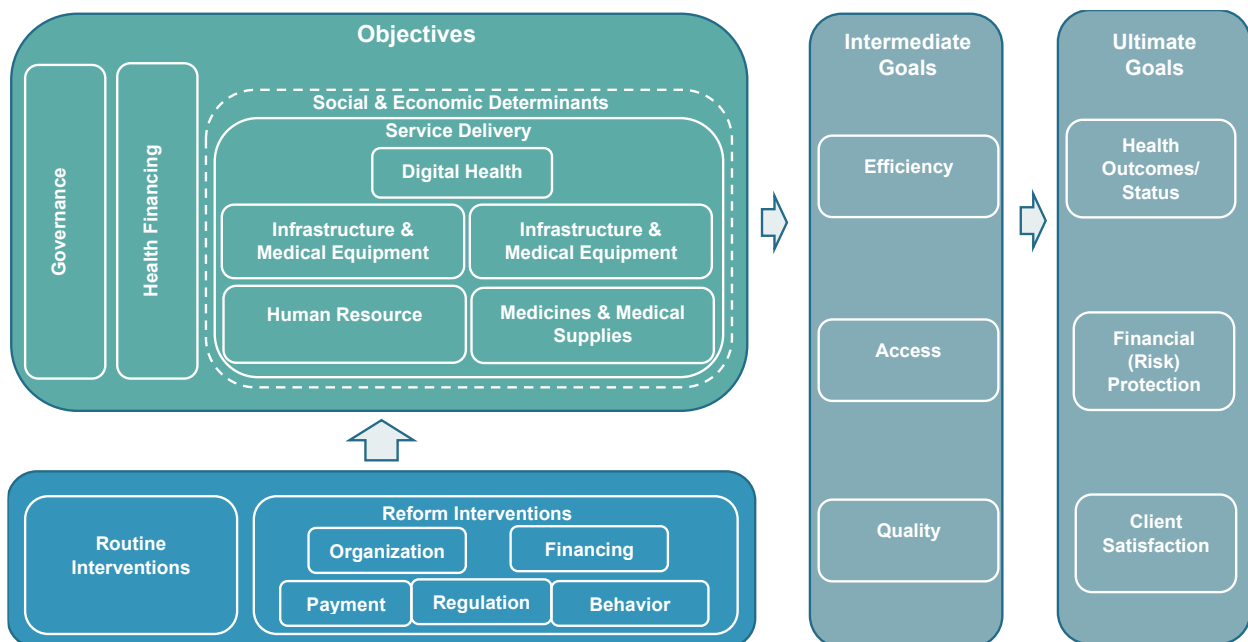 Objectives
Governance
Health Financing
Social & Economic Determinants
Service Delivery
Digital Health
Infrastructure &
Medical Equipment
Infrastructure &
Medical Equipment
Human Resource
Medicines & Medical
Supplies
Routine
Interventions
Reform Interventions
Organization
Financing
Payment
Regulation
Behavior
Intermediate
Goals
Efficiency
Access
Quality
Ultimate
Goals
Health
Outcomes/
Status
Financial
(Risk)
Protection
Client
Satisfaction